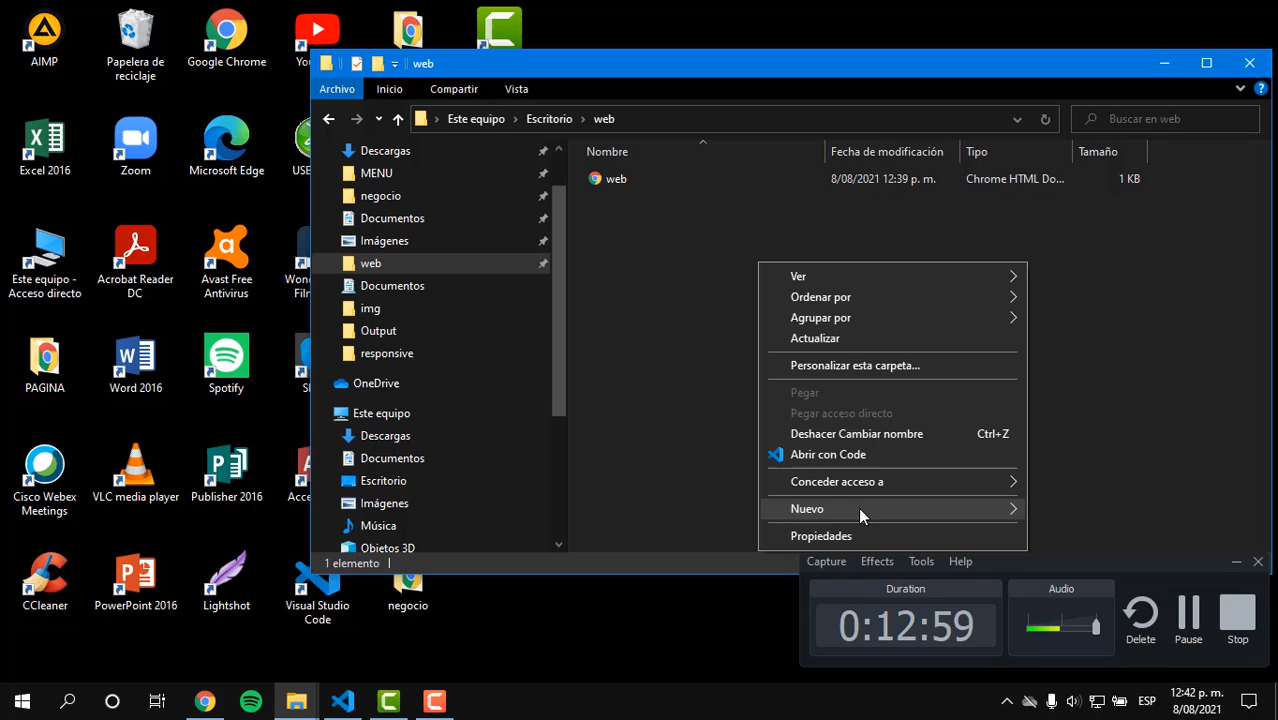 AIMP
Papelera de
reciclaje
Google Chrome
You
web
Archivo
Inicio
Compartir
Vista
Este equipo
Escritorio
web
Buscar en web
Excel 2016
Zoom
Microsoft Edge
USB
Descargas
MENU
negocio
Documentos
Imágenes
web
Documentos
img
Output
responsive
OneDrive
Este equipo
Descargas
Documentos
Escritorio
Imágenes
Música
Objetos 3D
Nombre
Fecha de modificación
Tipo
Tamaño
web
8/08/2021 12:39 p. m.
Chrome HTML Do...
1 KB
Ver
Ordenar por
Agrupar por
Actualizar
Personalizar esta carpeta...
Pegar
Pegar acceso directo
Deshacer Cambiar nombre Ctrl+Z
Abrir con Code
Conceder acceso a
Nuevo
Propiedades
1 elemento
Este equipo -
Acceso directo
Acrobat Reader
DC
Avast Free
Antivirus
Won
Film
PAGINA
Word 2016
Spotify
Cisco Webex
Meetings
VLC media player
Publisher 2016
Acce
CCleaner
PowerPoint 2016
Lightshot
Visual Studio
Code
negocio
Capture
Effects
Tools
Help
Duration
0:12:59
Audio
Delete
Pause
Stop
ESP
12:42 p. m.
8/08/2021